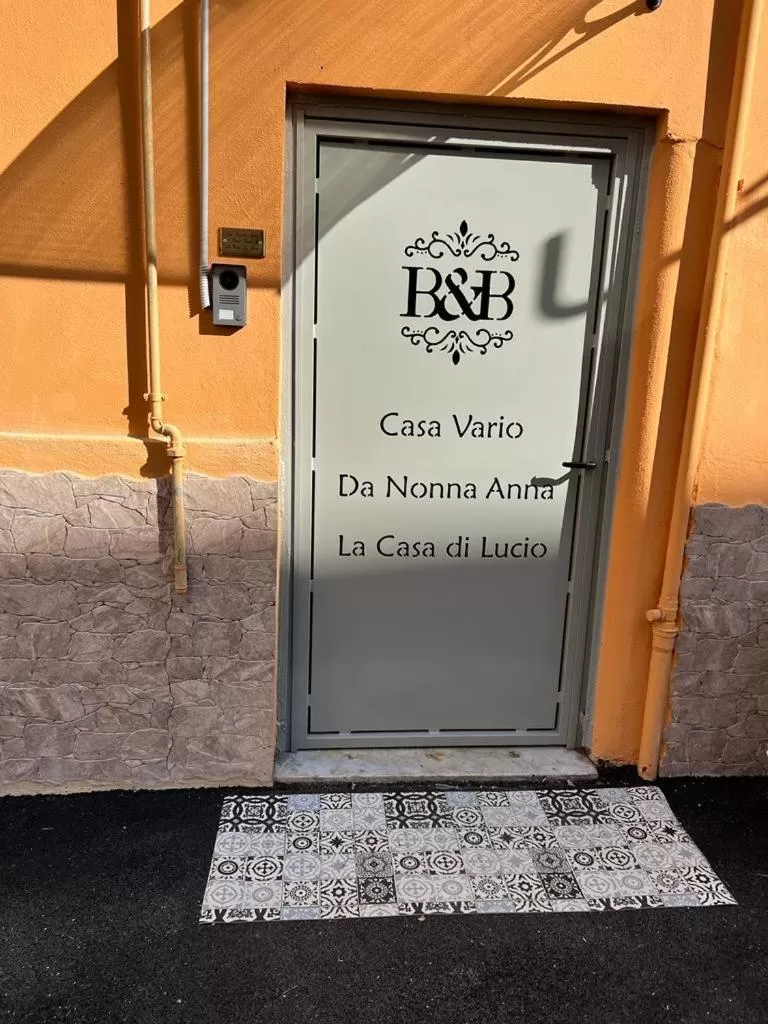 B&B
Casa Vario
Da Nonna Anna
La Casa di Lucio